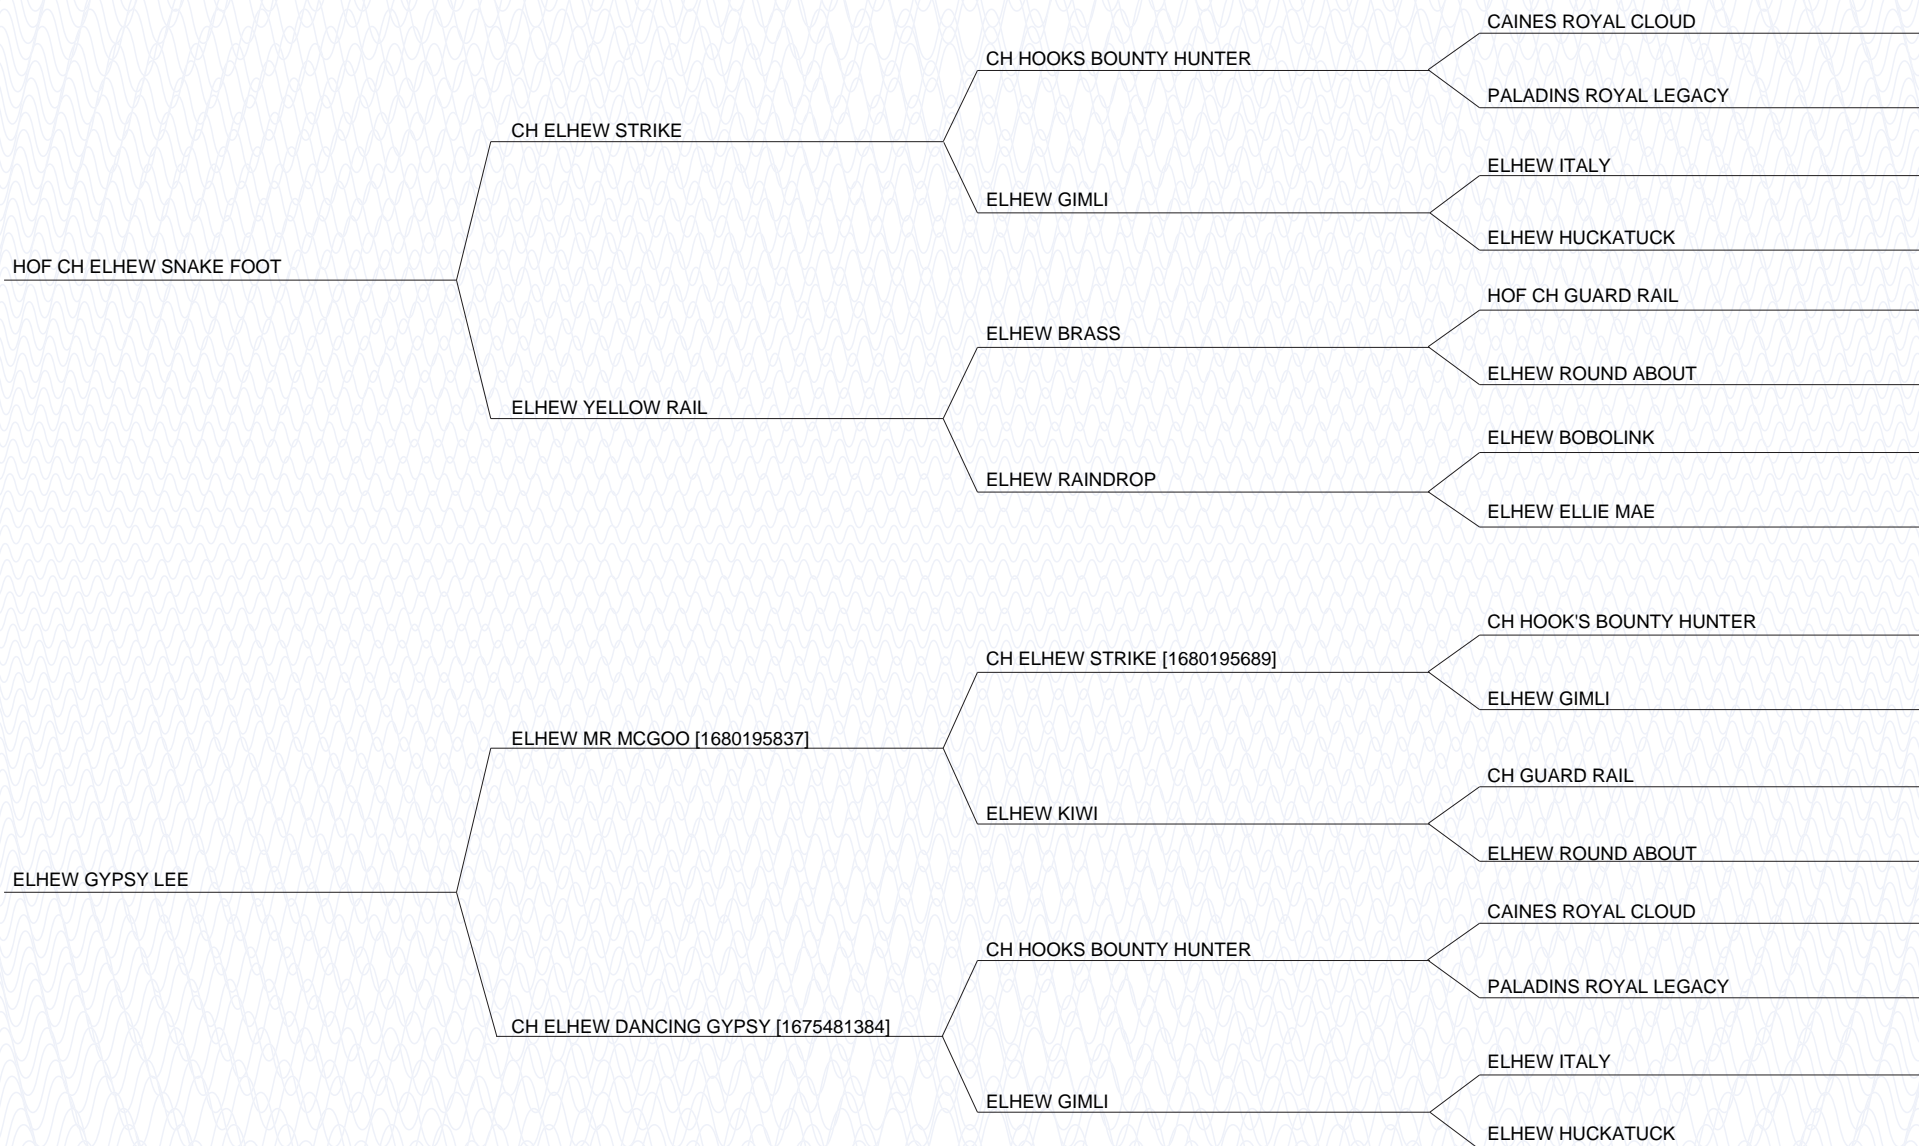 CAINES ROYAL CLOUD
CH HOOKS BOUNTY HUNTER
PALADINS ROYAL LEGACY
CH ELHEW STRIKE
ELHEW ITALY
ELHEW GIMLI
ELHEW HUCKATUCK
HOF CH ELHEW SNAKE FOOT
HOF CH GUARD RAIL
ELHEW BRASS
ELHEW ROUND ABOUT
ELHEW YELLOW RAIL
ELHEW BOBOLINK
ELHEW RAINDROP
ELHEW ELLIE MAE
CH HOOK'S BOUNTY HUNTER
CH ELHEW STRIKE [1680195689]
ELHEW GIMLI
ELHEW MR MCGOO [1680195837]
CH GUARD RAIL
ELHEW KIWI
ELHEW ROUND ABOUT
ELHEW GYPSY LEE
CAINES ROYAL CLOUD
CH HOOKS BOUNTY HUNTER
PALADINS ROYAL LEGACY
CH ELHEW DANCING GYPSY [1675481384]
ELHEW ITALY
ELHEW GIMLI
ELHEW HUCKATUCK